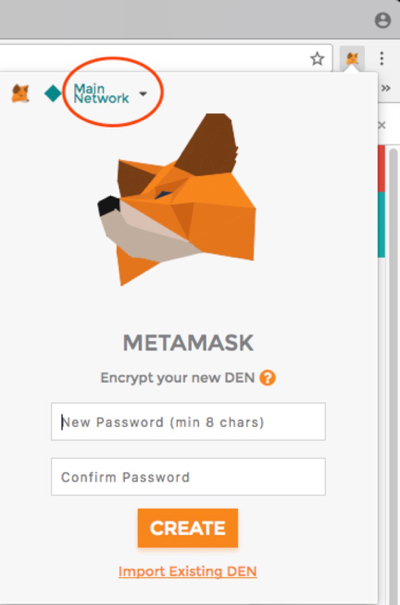 Main
Network
METAMASK
Encrypt your new DEN ?
New Password (min 8 chars)
Confirm Password
CREATE
Import Existing DEN